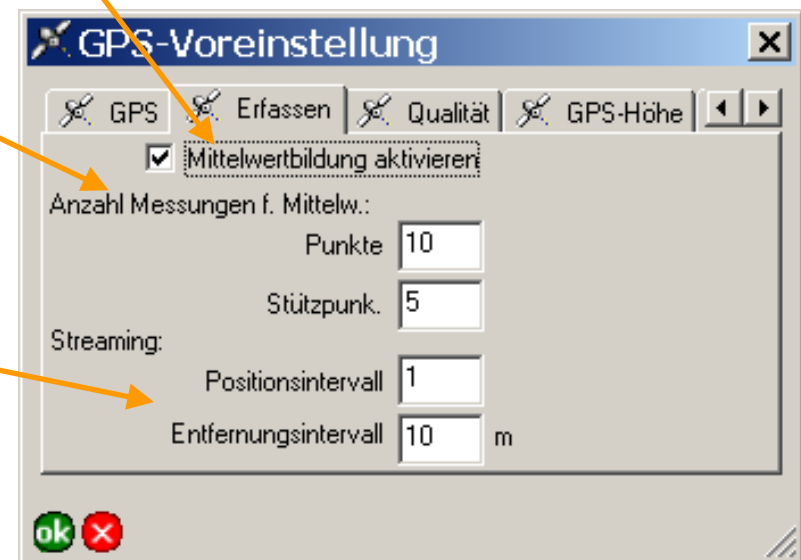 GPS-Voreinstellung
GPS Erfassen Qualität GPS-Höhe
Mittelwertbildung aktivieren
Anzahl Messungen f. Mittelw.:
Punkte 10
Stützpunk. 5
Streaming:
Positionsintervall 1
Entfernungsintervall 10 m
ok